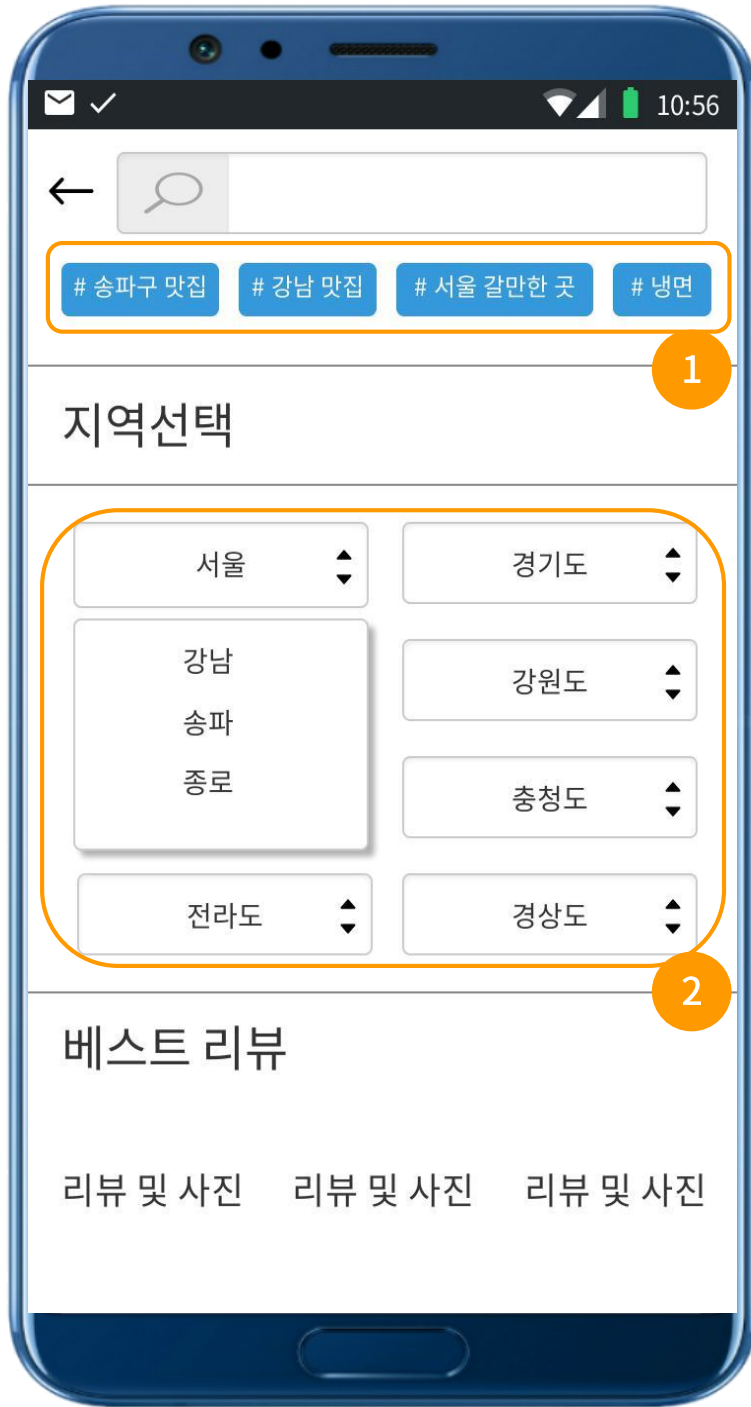 10:56
# 송파구 맛집 # 강남 맛집 # 서울 갈만한 곳 # 냉면
1
지역선택
서울 경기도
강남
송파
종로
강원도
충청도
전라도 경상도
2
베스트 리뷰
리뷰 및 사진 리뷰 및 사진 리뷰 및 사진